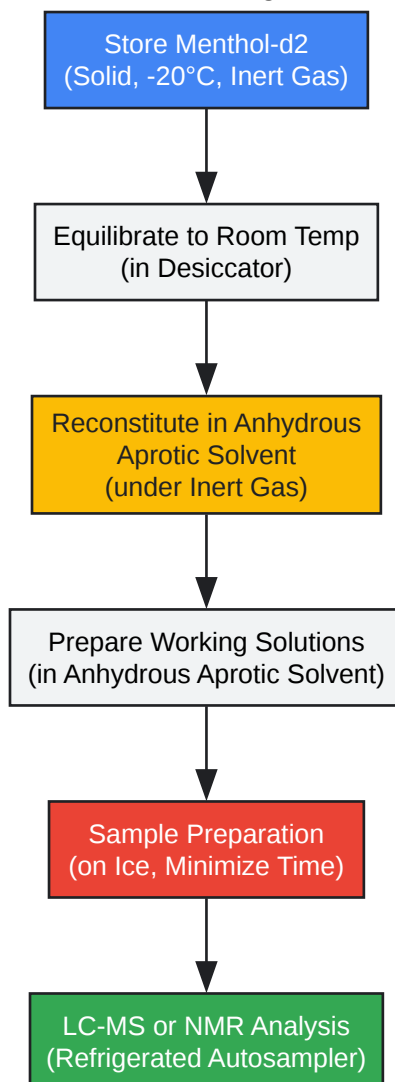 Store Menthol-d2
(Solid, -20°C, Inert Gas)
Equilibrate to Room Temp
(in Desiccator)
Reconstitute in Anhydrous
Aprotic Solvent
(under Inert Gas)
Prepare Working Solutions
(in Anhydrous Aprotic Solvent)
Sample Preparation
(on Ice, Minimize Time)
LC-MS or NMR Analysis
(Refrigerated Autosampler)